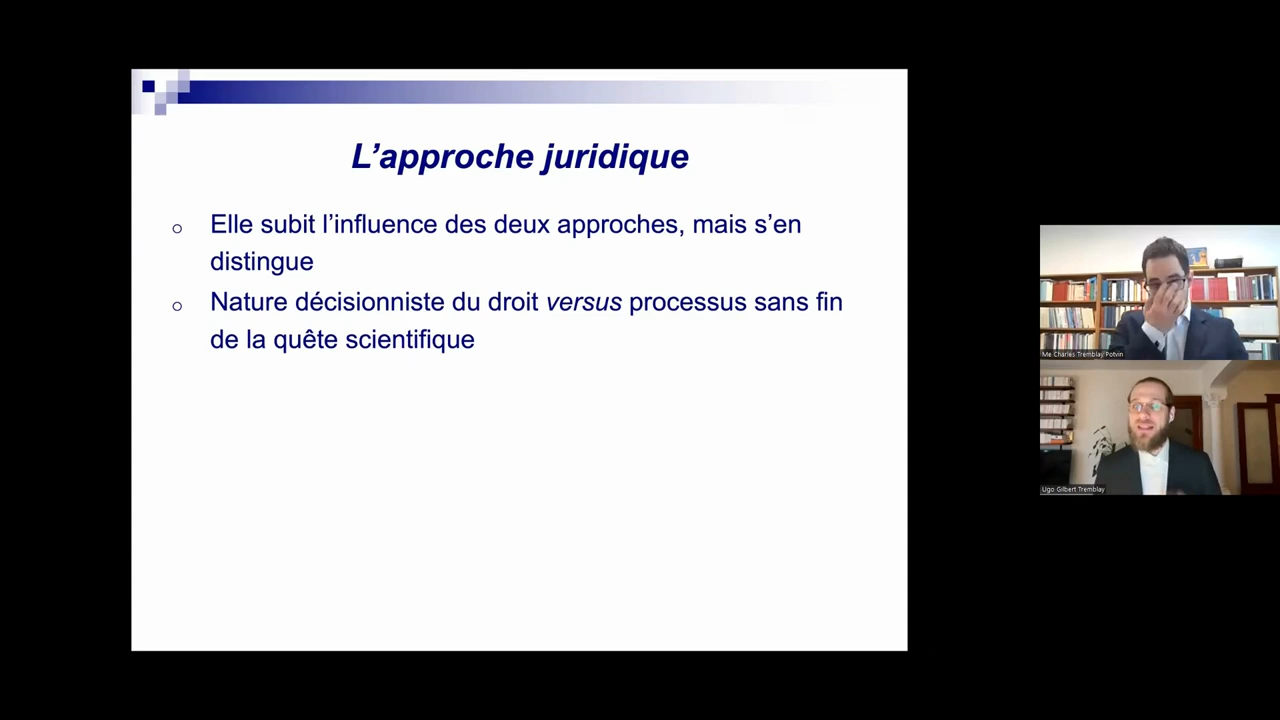 L’approche juridique
Elle subit l’influence des deux approches, mais s’en
distingue
Nature décisionniste du droit versus processus sans fin
de la quête scientifique
Me Charles Tremblay Potvin
Ugo Gilbert Tremblay